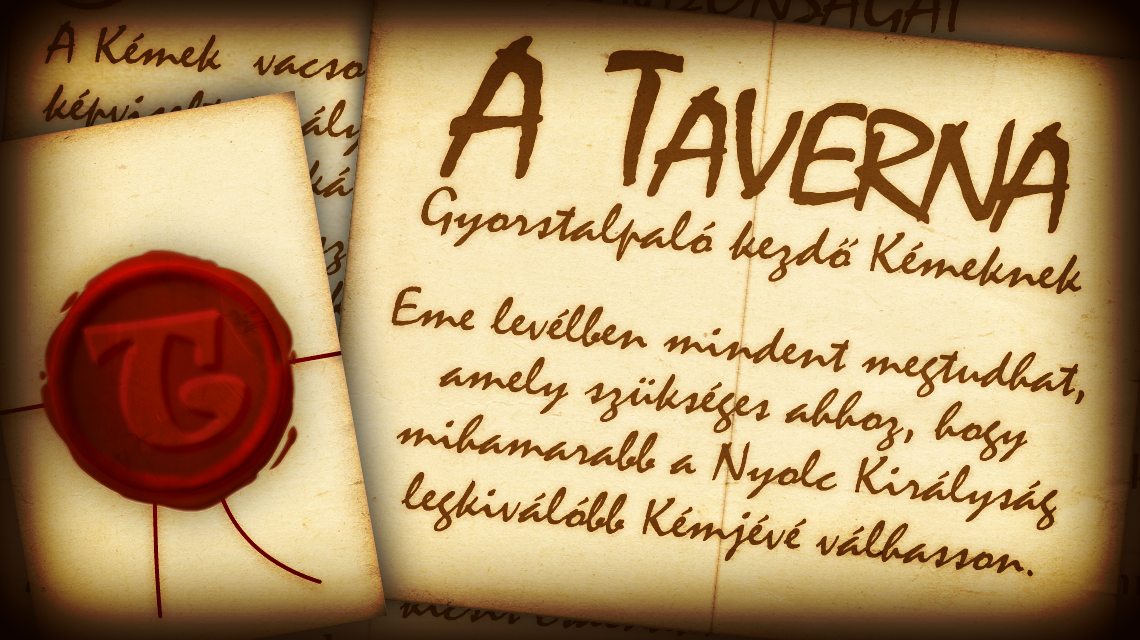 A Kémek vacso
A TAVERNA
Gyorstalpaló kezdő Kémeknek
Eme levélben mindent megtudhat,
amely szükséges ahhoz, hogy
mihamarabb a Nyolc Királyság
legkiválóbb Kémjévé válhasson.